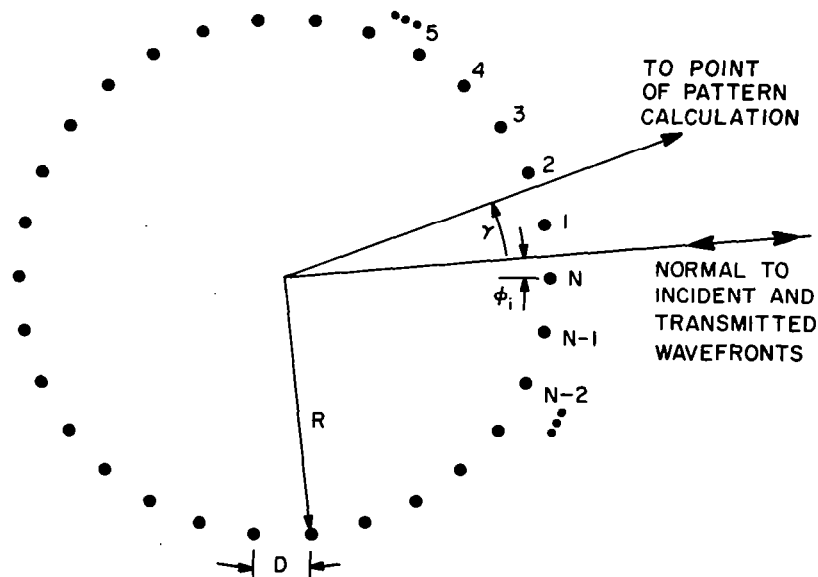 5
4
3
2
1
N
N-1
N-2
TO POINT
OF PATTERN
CALCULATION
γ
ϕi
NORMAL TO
INCIDENT AND
TRANSMITTED
WAVEFRONTS
R
D